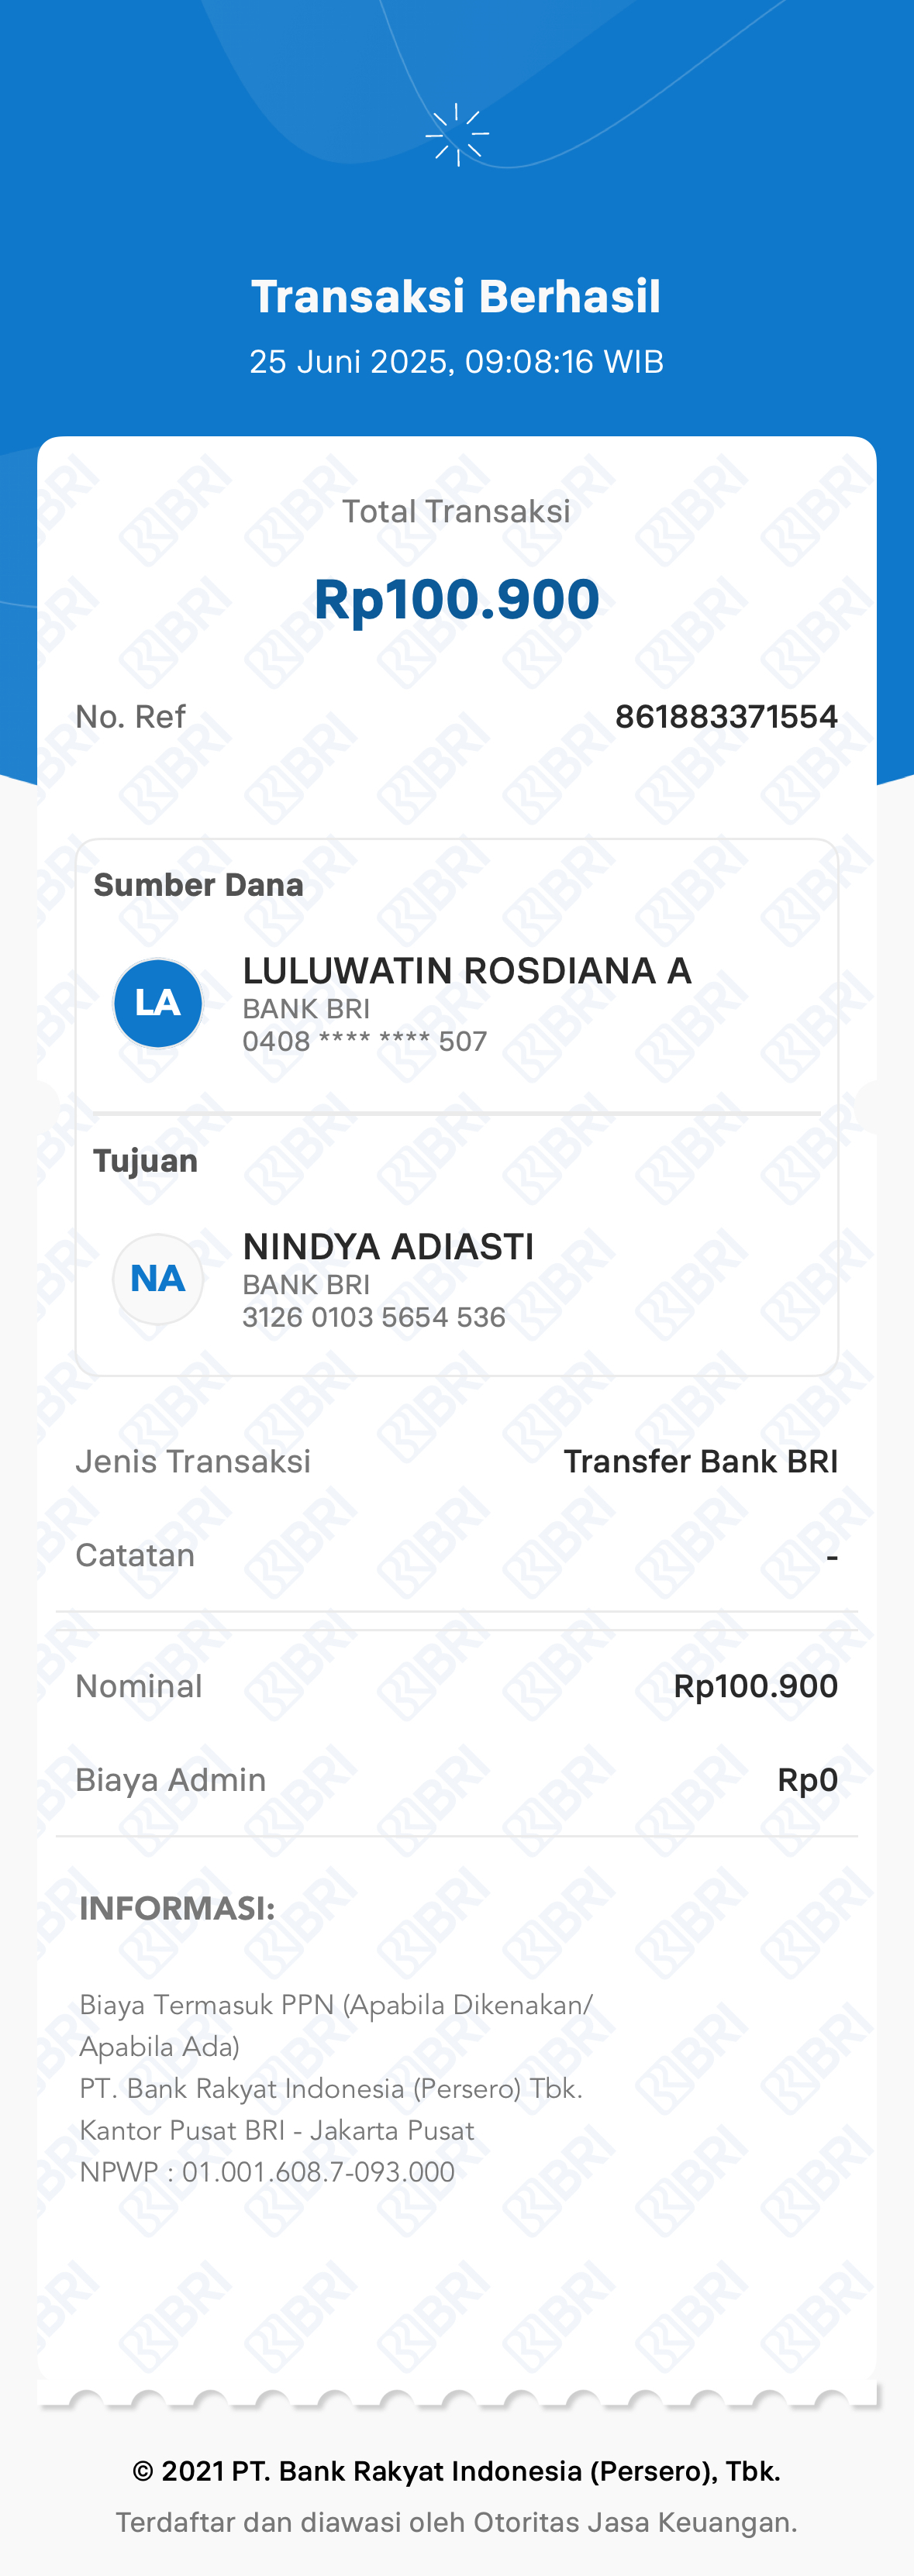 Transaksi Berhasil
25 Juni 2025, 09:08:16 WIB
Total Transaksi
Rp100.900
No. Ref 861883371554
Sumber Dana
LA
LULUWATIN ROSDIANA A
BANK BRI
0408 **** **** 507
Tujuan
NA
NINDYA ADIASTI
BANK BRI
3126 0103 5654 536
Jenis Transaksi Transfer Bank BRI
Catatan -
Nominal Rp100.900
Biaya Admin Rp0
INFORMASI:
Biaya Termasuk PPN (Apabila Dikenakan/
Apabila Ada)
PT. Bank Rakyat Indonesia (Persero) Tbk.
Kantor Pusat BRI - Jakarta Pusat
NPWP : 01.001.608.7-093.000
© 2021 PT. Bank Rakyat Indonesia (Persero), Tbk.
Terdaftar dan diawasi oleh Otoritas Jasa Keuangan.